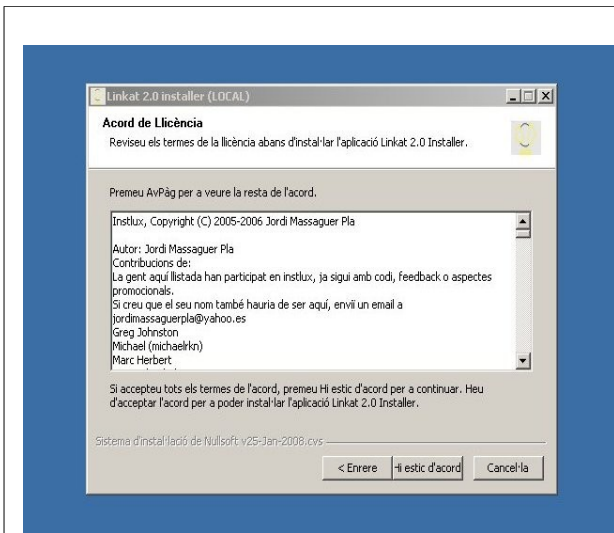 Linkat 2.0 installer (LOCAL)
Acord de Llicència
Reviseu els termes de la llicència abans d'instal·lar l'aplicació Linkat 2.0 Installer.
Premeu AvPàg per a veure la resta de l'acord.
Instlux, Copyright (C) 2005-2006 Jordi Massaguer Pla
Autor: Jordi Massaguer Pla
Contribucions de:
La gent aquí llistada han participat en instlux, ja sigui amb codi, feedback o aspectes
promocionals.
Si creu que el seu nom també hauria de ser aquí, enviï un email a
jordimassaguerpla@yahoo.es
Greg Johnston
Michael (michaelrkn)
Marc Herbert
Si accepteu tots els termes de l'acord, premeu Hi estic d'acord per a continuar. Heu
d'acceptar l'acord per a poder instal·lar l'aplicació Linkat 2.0 Installer.
Sistema d'instal·lació de Nullsoft v25-Jan-2008.cvs
< Enrere Hi estic d'acord Cancel·la